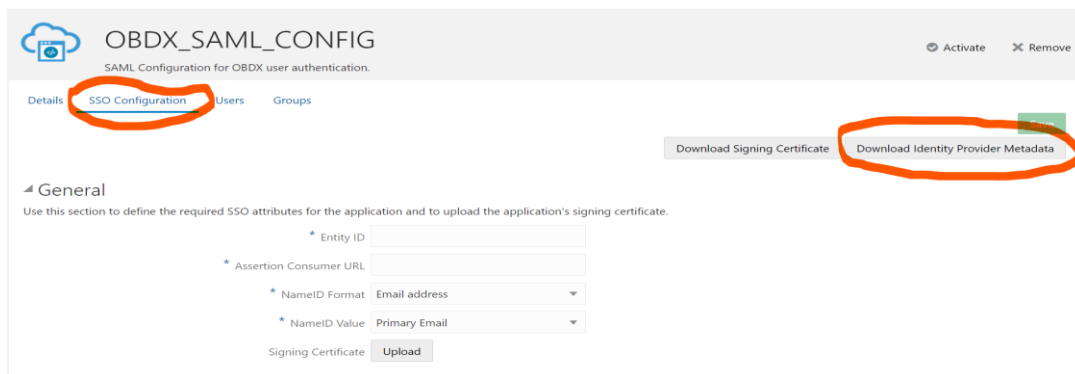 OBDX_SAML_CONFIG
Activate Remove
SAML Configuration for OBDX user authentication.
Details SSO Configuration Users Groups
Download Signing Certificate Download Identity Provider Metadata
General
Use this section to define the required SSO attributes for the application and to upload the application's signing certificate.
* Entity ID
* Assertion Consumer URL
* NameID Format Email address
* NameID Value Primary Email
Signing Certificate Upload